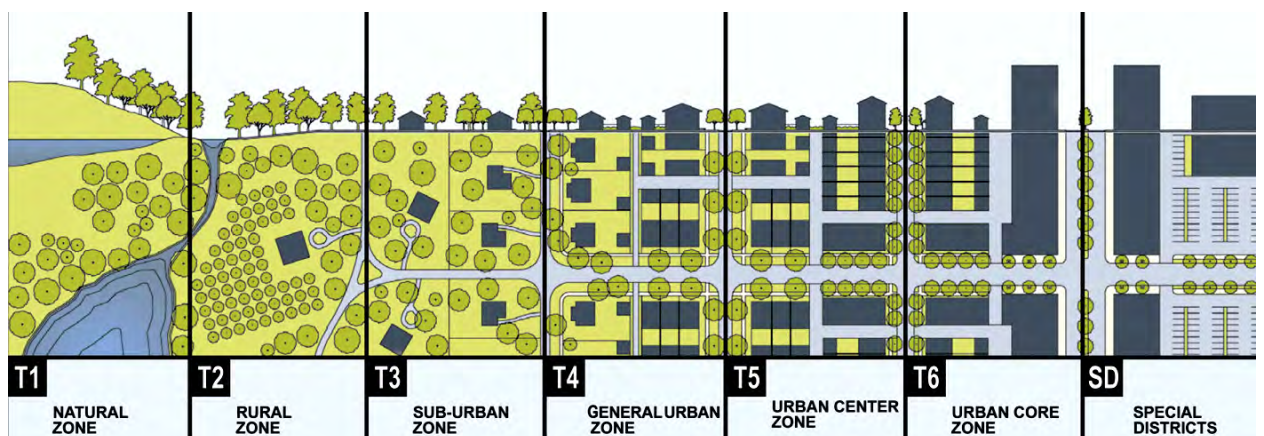 T1
NATURAL
ZONE
T2
RURAL
ZONE
T3
SUB-URBAN
ZONE
T4
GENERAL URBAN
ZONE
T5
URBAN CENTER
ZONE
T6
URBAN CORE
ZONE
SD
SPECIAL
DISTRICTS